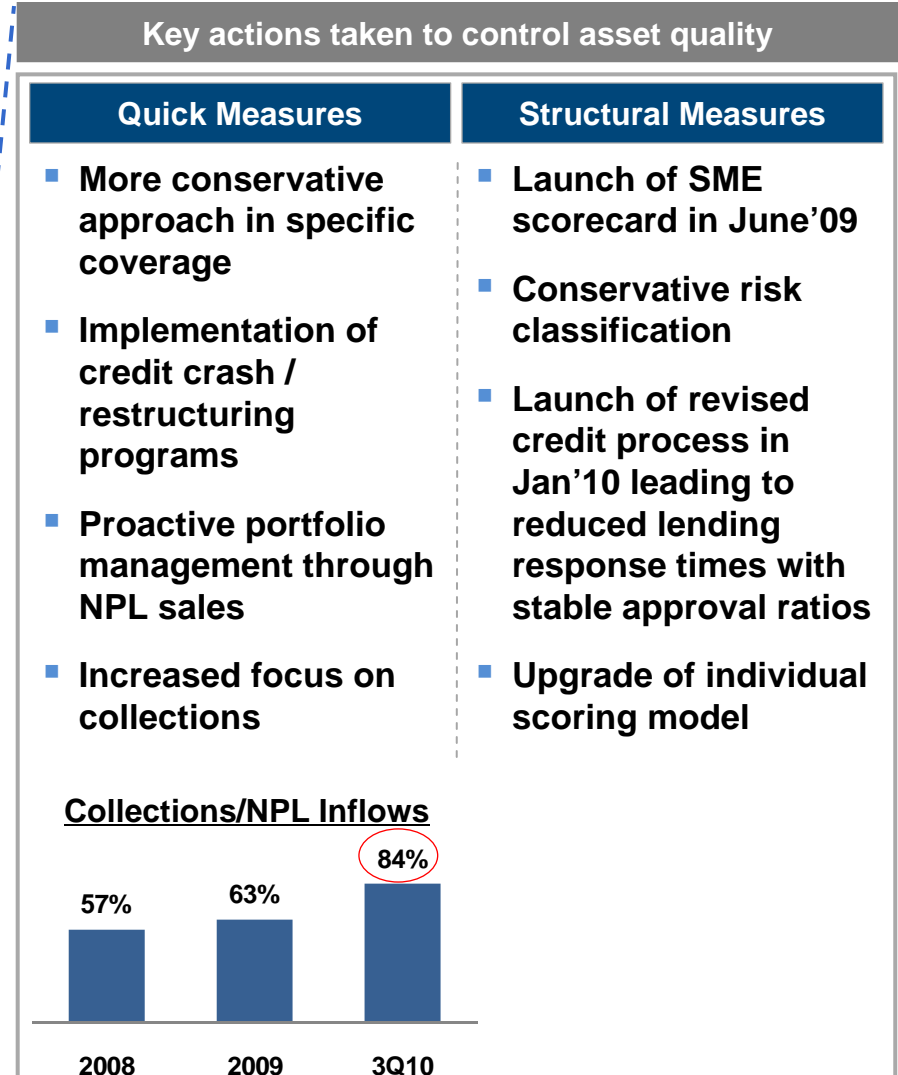 Key actions taken to control asset quality
Quick Measures
More conservative
approach in specific
coverage
Implementation of
credit crash /
restructuring
programs
Proactive portfolio
management through
NPL sales
Increased focus on
collections
Structural Measures
Launch of SME
scorecard in June’09
Conservative risk
classification
Launch of revised
credit process in
Jan’10 leading to
reduced lending
response times with
stable approval ratios
Upgrade of individual
scoring model
Collections/NPL Inflows
57%
63%
84%
2008
2009
3Q10